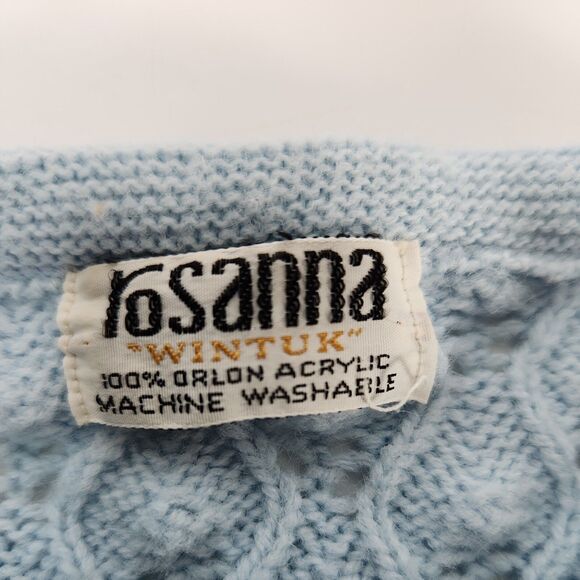 rosanna
"WINTUK"
100% ORLON ACRYLIC
MACHINE WASHABLE